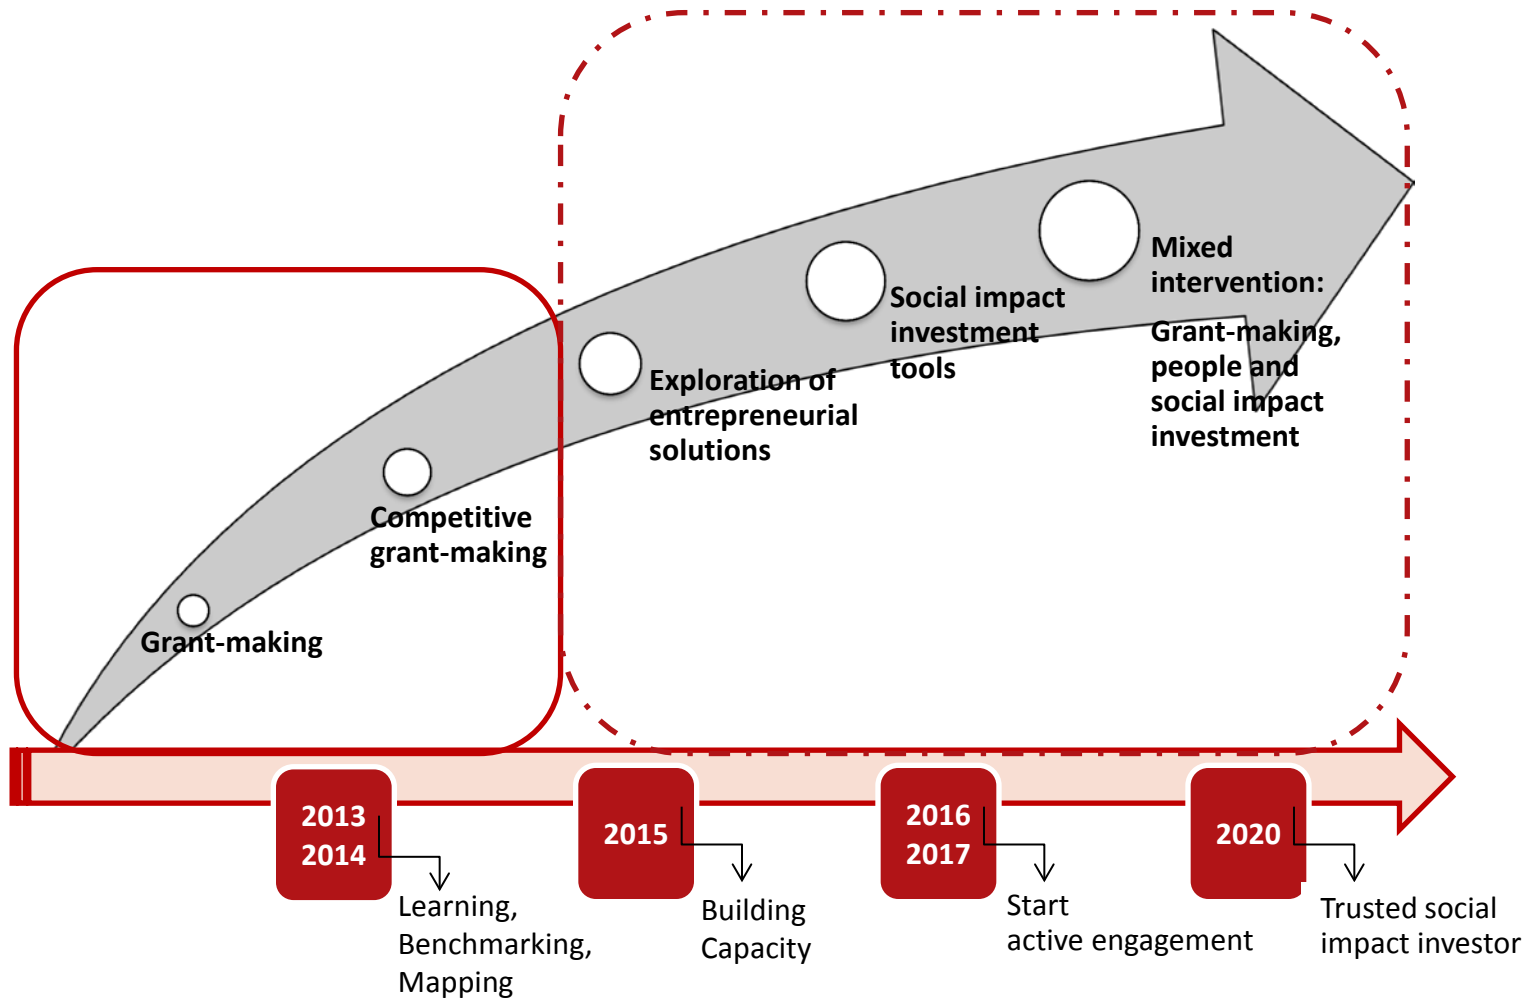 Mixed
intervention:
Grant-making,
people and
social impact
investment
Social impact
investment
tools
Exploration of
entrepreneurial
solutions
Competitive
grant-making
Grant-making
2013
2014
Learning,
Benchmarking,
Mapping
2015
Building
Capacity
2016
2017
Start
active engagement
2020
Trusted social
impact investor